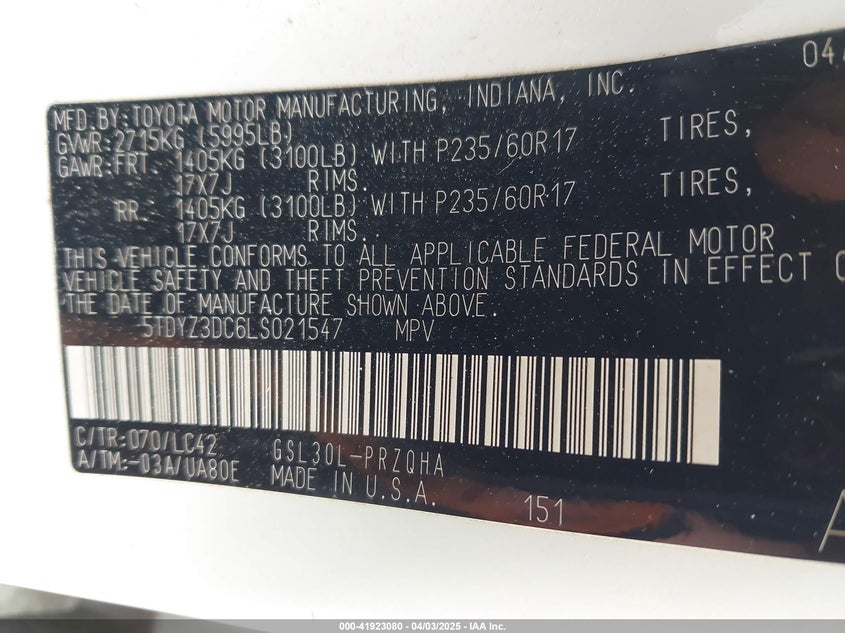 04/
MFD.BY:TOYOTA MOTOR MANUFACTURING, INDIANA, INC.
GVWR:2715KG (5995LB)
GAWR:FRT. 1405KG (3100LB) WITH P235/60R17 TIRES,
17X7J RIMS.
RR. 1405KG (3100LB) WITH P235/60R17 TIRES,
17X7J RIMS.
THIS VEHICLE CONFORMS TO ALL APPLICABLE FEDERAL MOTOR
VEHICLE SAFETY AND THEFT PREVENTION STANDARDS IN EFFECT O
THE DATE OF MANUFACTURE SHOWN ABOVE.
5TDYZ3DC6LS021547 MPV
C/TR:070/LC42 GSL30L-PRZQHA
A/TM:-03A/UA80E MADE IN U.S.A.
151
A
000-41923080 - 04/03/2025 - IAA Inc.